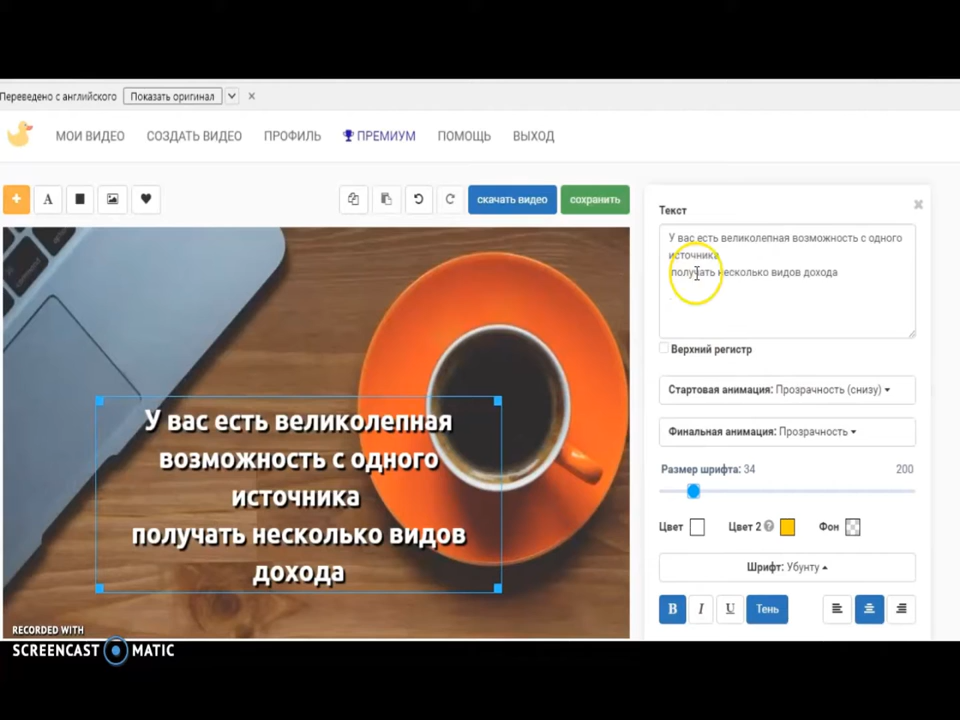 Переведено с английского Показать оригинал
МОИ ВИДЕО СОЗДАТЬ ВИДЕО ПРОФИЛЬ ПРЕМИУМ ПОМОЩЬ ВЫХОД
A скачать видео сохранить
Текст
У вас есть великолепная возможность с одного
источника
получать несколько видов дохода
Верхний регистр
Стартовая анимация: Прозрачность (снизу)
Финальная анимация: Прозрачность
Размер шрифта: 34 200
Цвет Цвет 2 ? Фон
Шрифт: Убунту
B I U Тень
У вас есть великолепная
возможность с одного
источника
получать несколько видов
дохода
RECORDED WITH
SCREENCAST MATIC